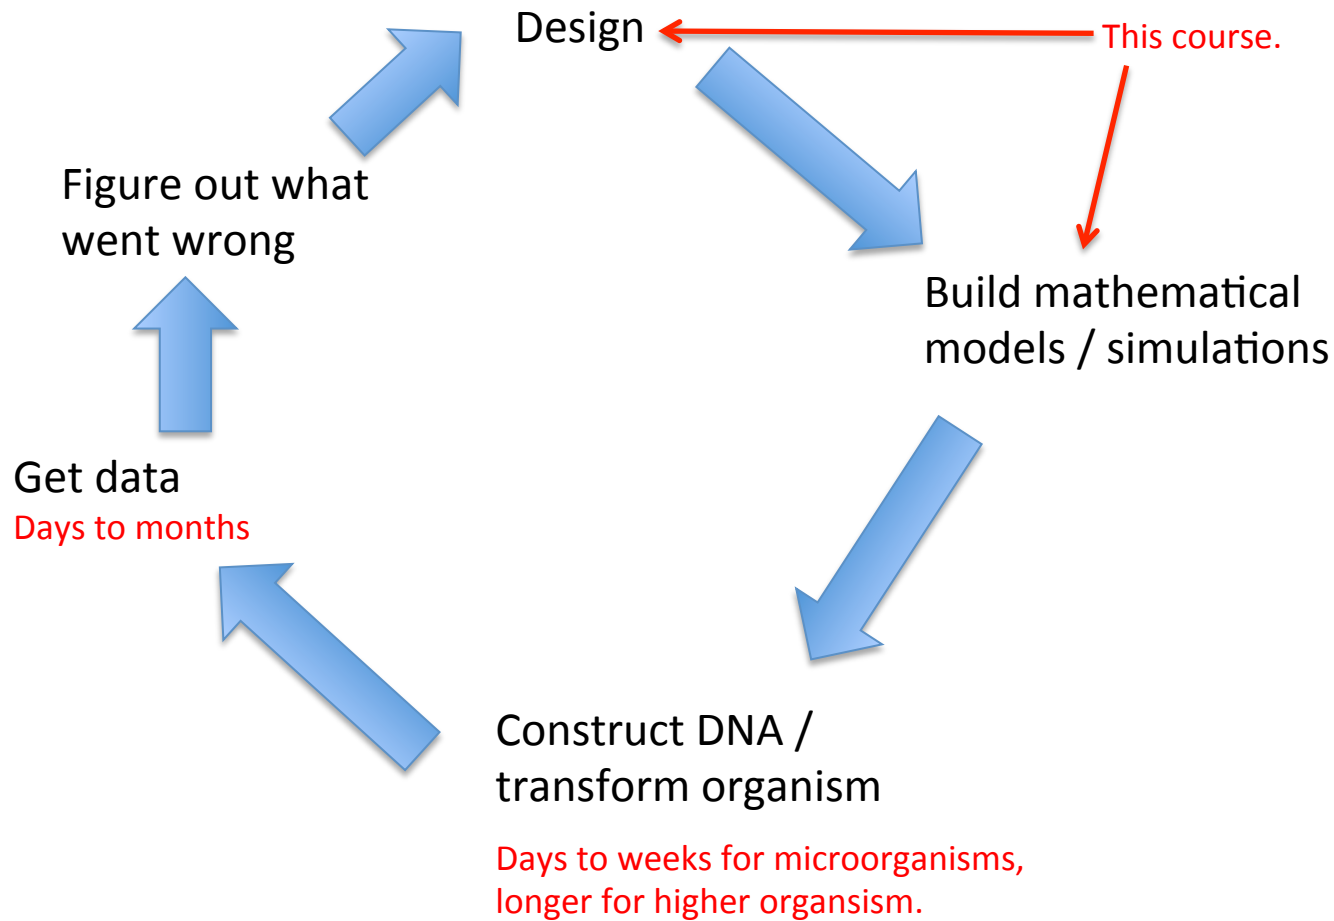 Design
This course.
Figure out what
went wrong
Build mathematical
models / simulations
Get data
Days to months
Construct DNA /
transform organism
Days to weeks for microorganisms,
longer for higher organsism.